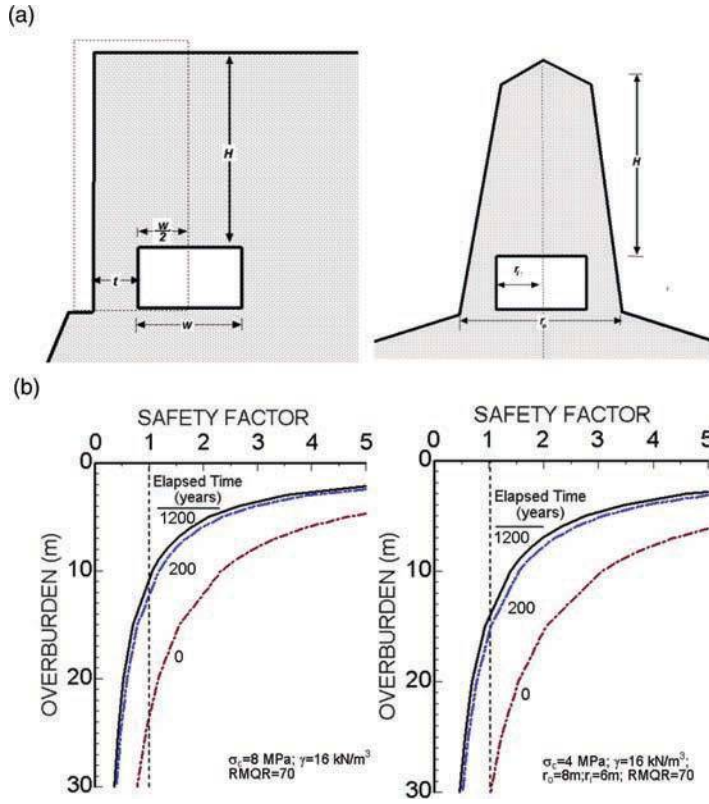 (a)
H
w
2
t
w
H
rᵢ
rₒ
(b)
SAFETY FACTOR
0 1 2 3 4 5
OVERBURDEN (m)
0
10
20
30
Elapsed Time
(years)
1200
200
0
σc=8 MPa; γ=16 kN/m³
RMQR=70
SAFETY FACTOR
0 1 2 3 4 5
OVERBURDEN (m)
0
10
20
30
Elapsed Time
(years)
1200
200
0
σc=4 MPa; γ=16 kN/m³;
rₒ=8m;rᵢ=6m; RMQR=70